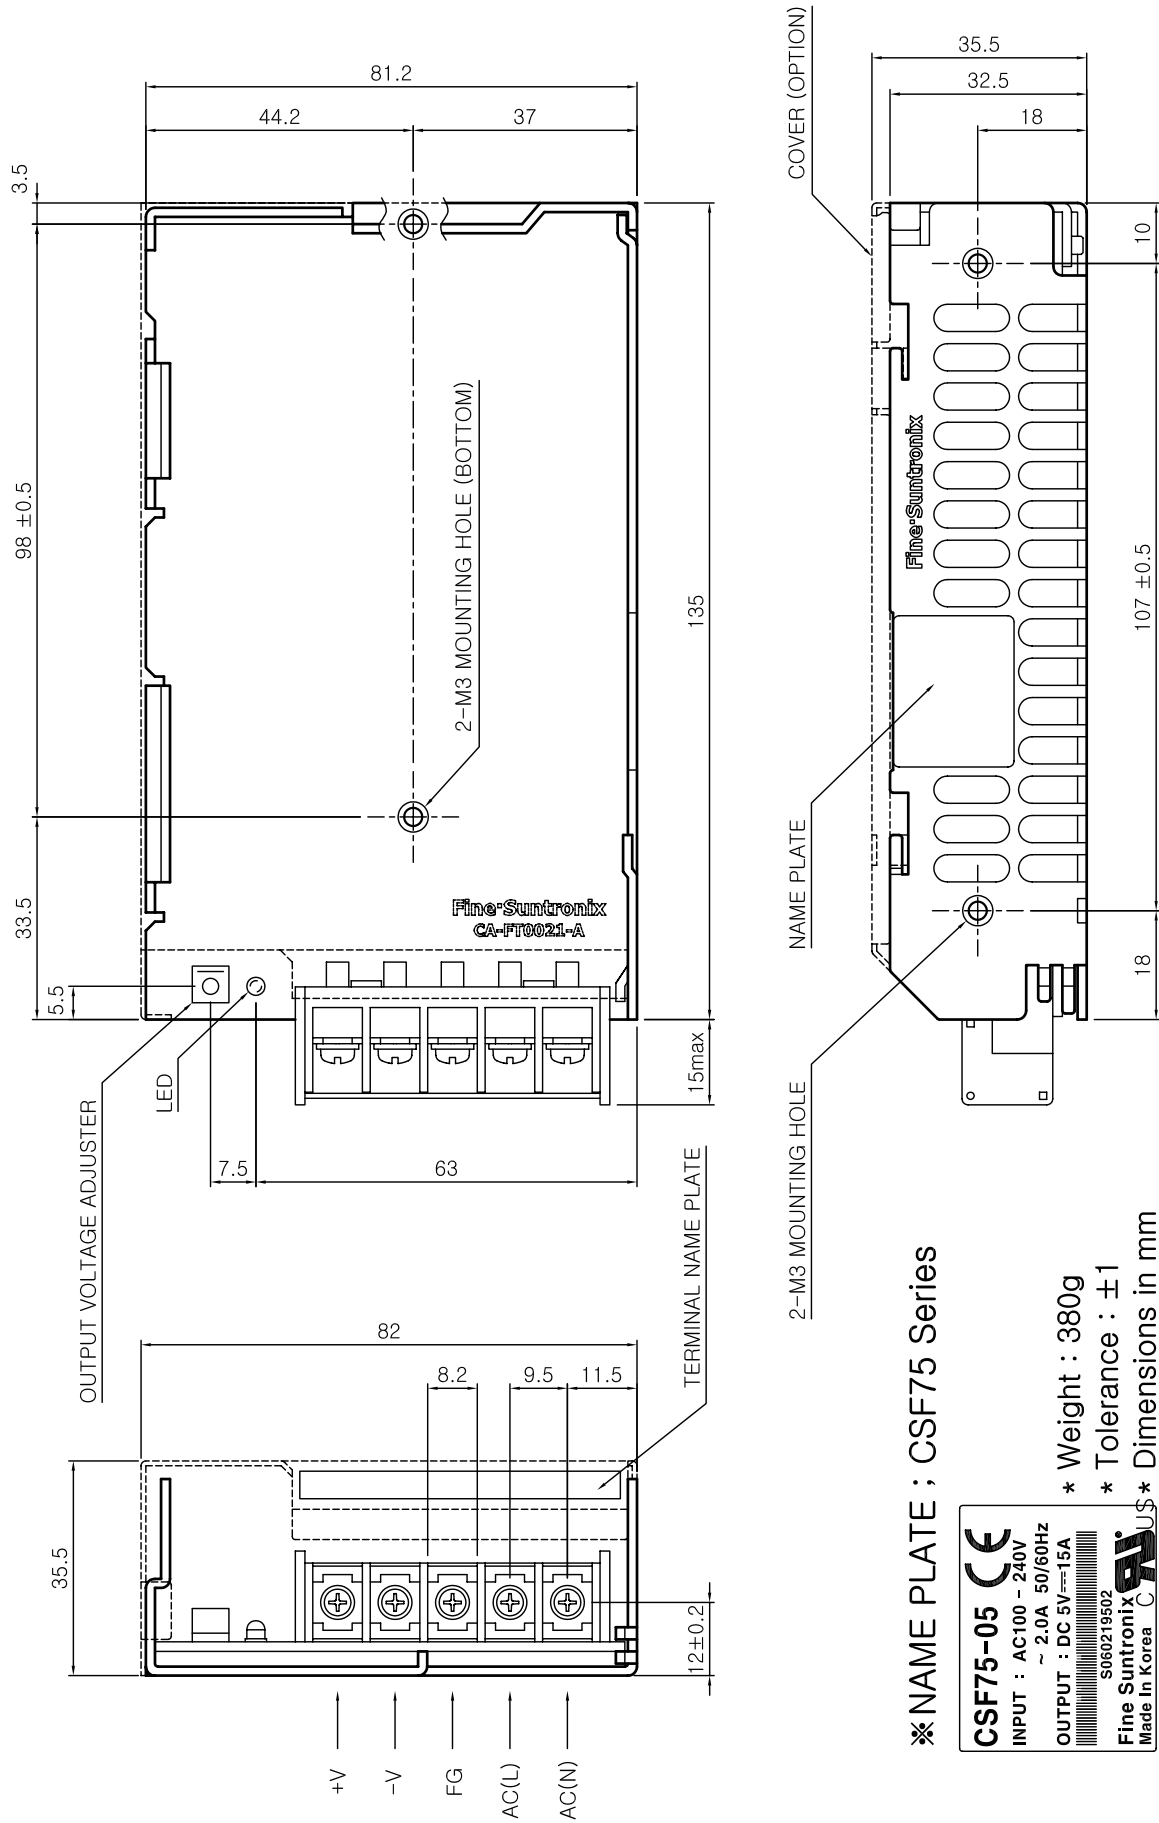 35.5
82
8.2
9.5
11.5
12±0.2
TERMINAL NAME PLATE
+V
-V
FG
AC(L)
AC(N)
OUTPUT VOLTAGE ADJUSTER
LED
7.5
63
3.5
98 ±0.5
33.5
5.5
81.2
44.2
37
135
15max
2-M3 MOUNTING HOLE (BOTTOM)
Fine·Suntronix
CA-FT0021-A
COVER (OPTION)
35.5
32.5
18
10
107 ±0.5
18
Fine·Suntronix
NAME PLATE
2-M3 MOUNTING HOLE
※NAME PLATE ; CSF75 Series
CSF75-05 CE
INPUT : AC100 - 240V
~ 2.0A 50/60Hz
OUTPUT : DC 5V⎓15A
S060219502
Fine Suntronix
Made In Korea C US
* Weight : 380g
* Tolerance : ±1
* Dimensions in mm